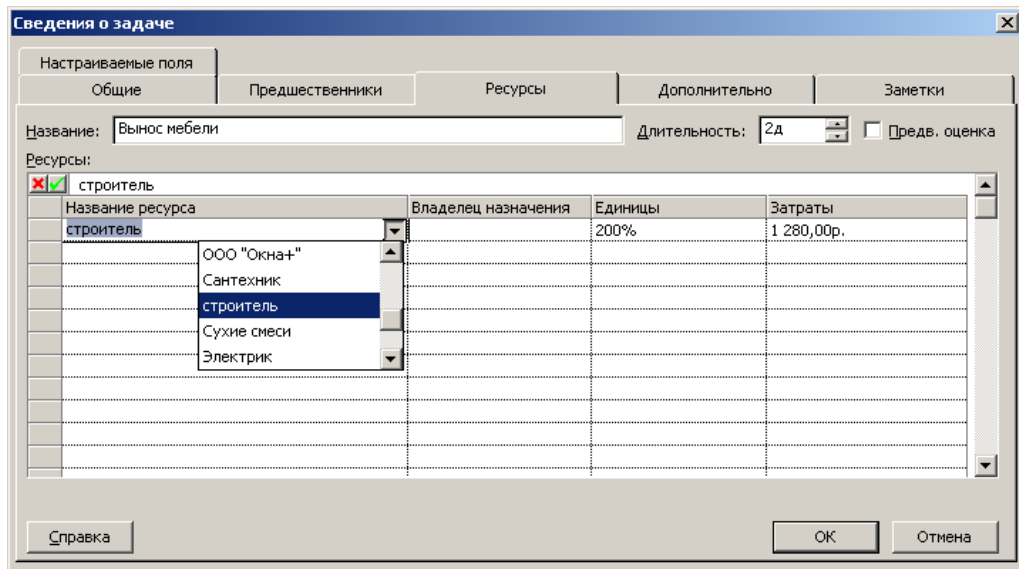 Сведения о задаче
Настраиваемые поля
Общие Предшественники Ресурсы Дополнительно Заметки
Название: Вынос мебели Длительность: 2д Предв. оценка
Ресурсы:
строитель
Название ресурса Владелец назначения Единицы Затраты
строитель 200% 1 280,00р.
ООО "Окна+"
Сантехник
строитель
Сухие смеси
Электрик
Справка ОК Отмена